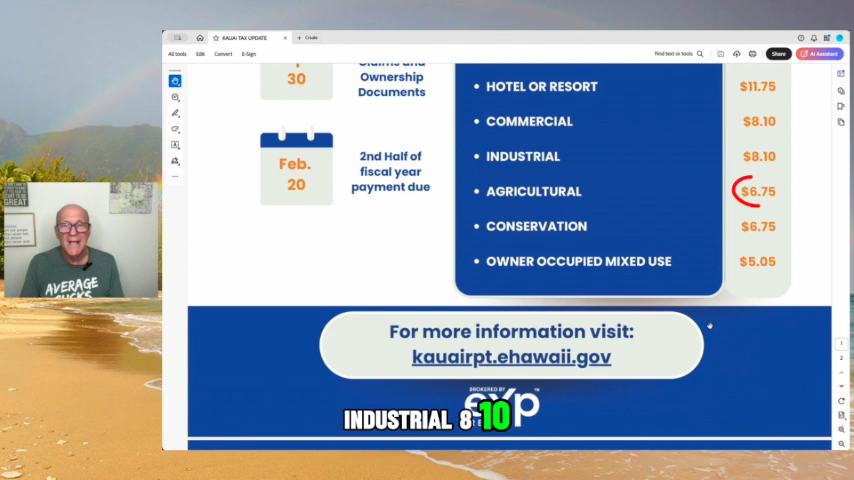 KAUAI TAX UPDATE
Create
All tools Edit Convert E-Sign
Find text or tools
Share
AI Assistant
30
Claims and
Ownership
Documents
Feb.
20
2nd Half of
fiscal year
payment due
HOTEL OR RESORT $11.75
COMMERCIAL $8.10
INDUSTRIAL $8.10
AGRICULTURAL $6.75
CONSERVATION $6.75
OWNER OCCUPIED MIXED USE $5.05
For more information visit:
kauairpt.ehawaii.gov
BROKERED BY
exp
INDUSTRIAL 8 10
GREAT
AVERAGE
SUCKS
1
2